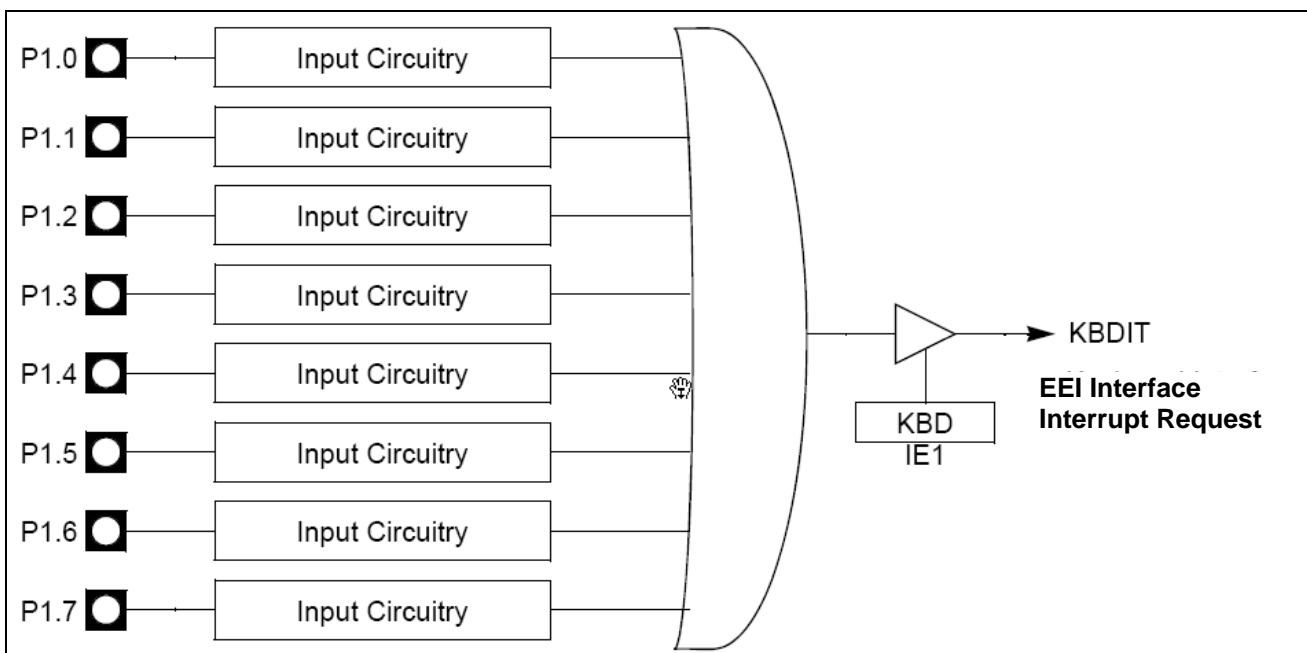 P1.0 Input Circuitry
P1.1 Input Circuitry
P1.2 Input Circuitry
P1.3 Input Circuitry
P1.4 Input Circuitry
P1.5 Input Circuitry
P1.6 Input Circuitry
P1.7 Input Circuitry
KBDIT
EEI Interface
Interrupt Request
KBD
IE1